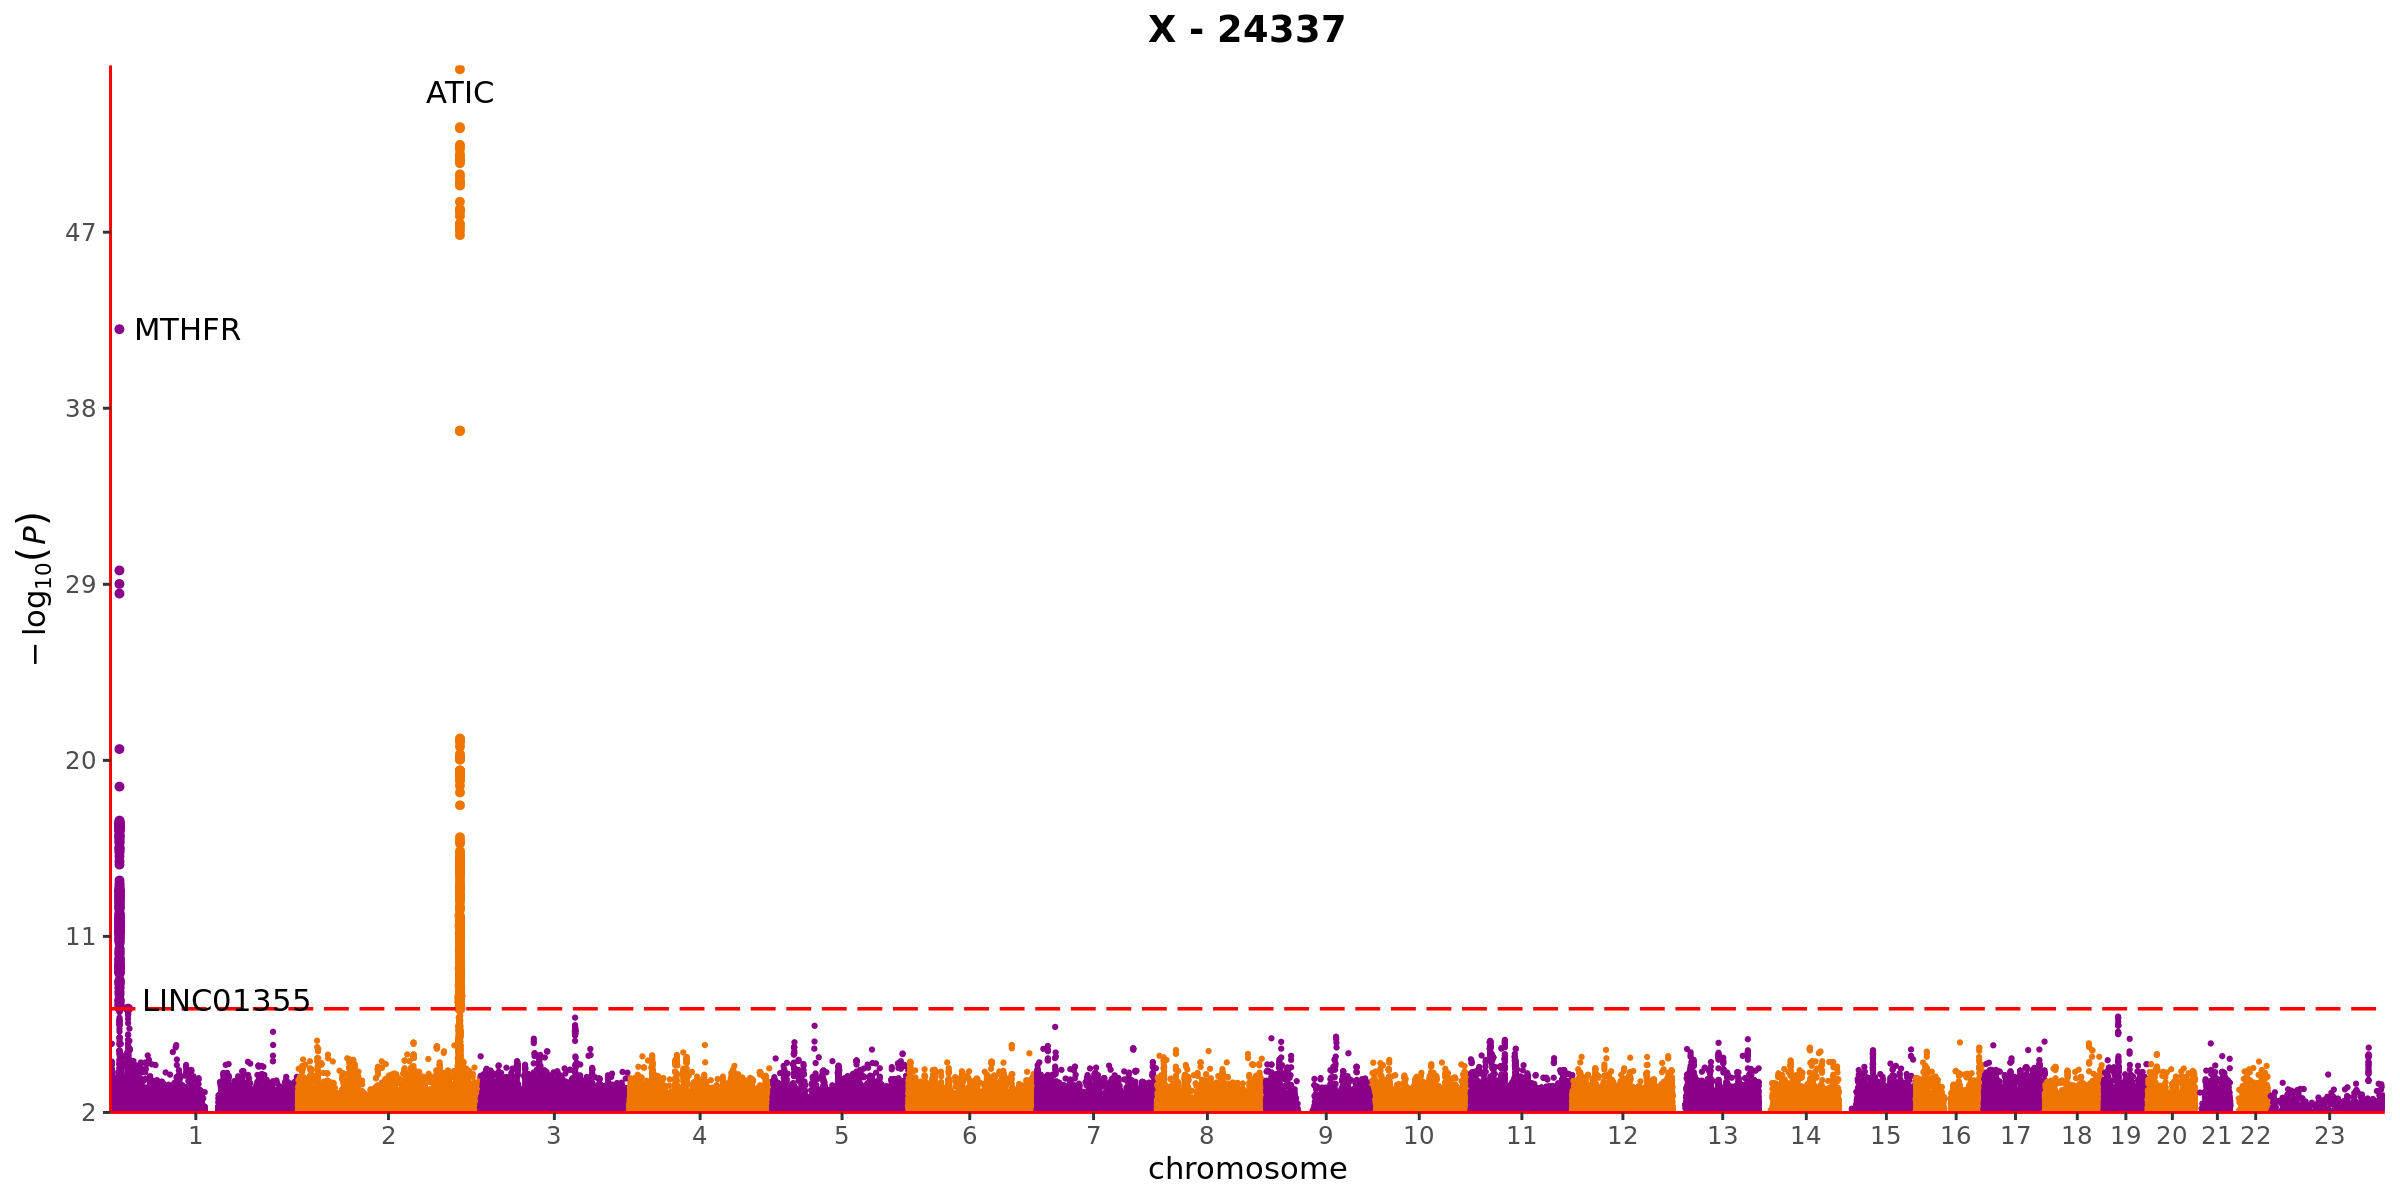 X - 24337
ATIC
47
MTHFR
38
− log10(P)
29
20
11
LINC01355
2
1 2 3 4 5 6 7 8 9 10 11 12 13 14 15 16 17 18 19 20 21 22 23
chromosome